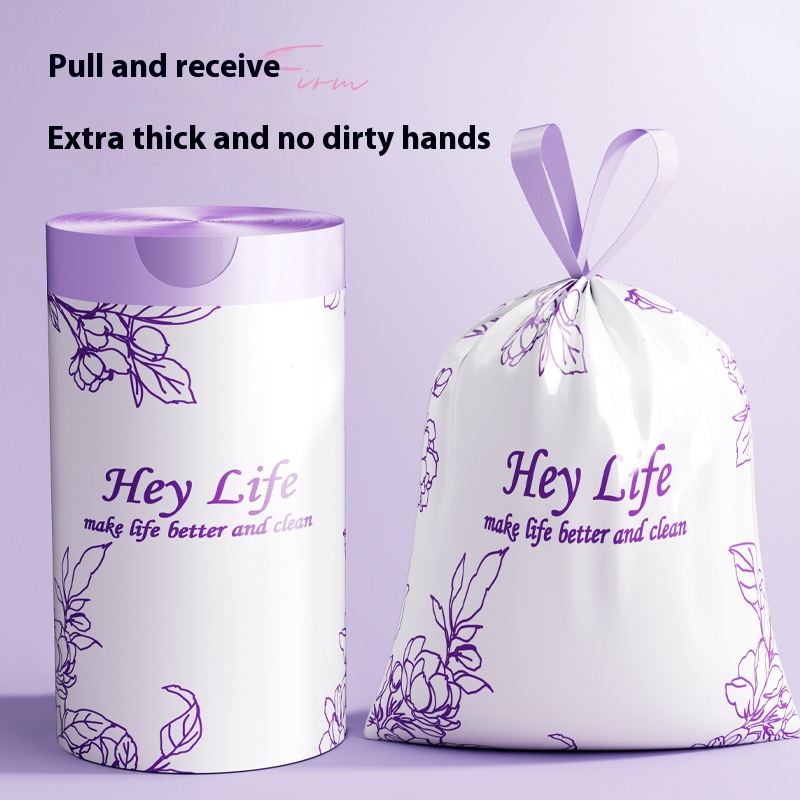 Pull and receive Firm
Extra thick and no dirty hands
Hey Life
make life better and clean
Hey Life
make life better and clean